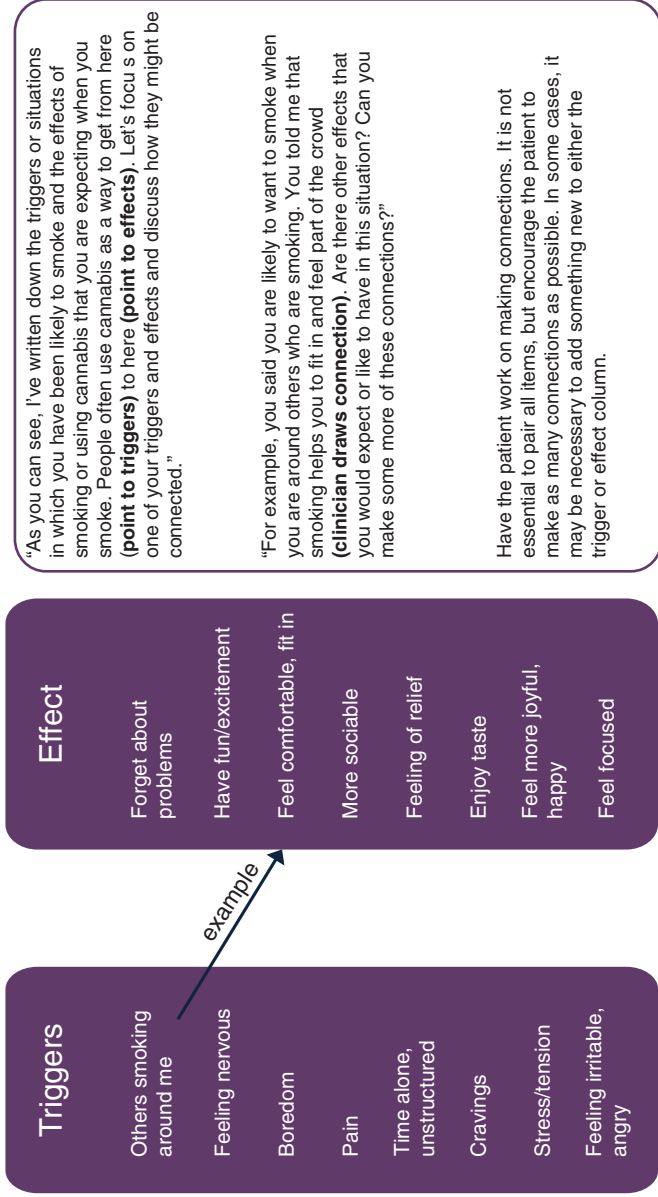 Triggers
Others smoking
around me
Feeling nervous
Boredom
Pain
Time alone,
unstructured
Cravings
Stress/tension
Feeling irritable,
angry
example
Effect
Forget about
problems
Have fun/excitement
Feel comfortable, fit in
More sociable
Feeling of relief
Enjoy taste
Feel more joyful,
happy
Feel focused
“As you can see, I’ve written down the triggers or situations
in which you have been likely to smoke and the effects of
smoking or using cannabis that you are expecting when you
smoke. People often use cannabis as a way to get from here
(point to triggers) to here (point to effects). Let’s focu s on
one of your triggers and effects and discuss how they might be
connected.”
“For example, you said you are likely to want to smoke when
you are around others who are smoking. You told me that
smoking helps you to fit in and feel part of the crowd
(clinician draws connection). Are there other effects that
you would expect or like to have in this situation? Can you
make some more of these connections?”
Have the patient work on making connections. It is not
essential to pair all items, but encourage the patient to
make as many connections as possible. In some cases, it
may be necessary to add something new to either the
trigger or effect column.